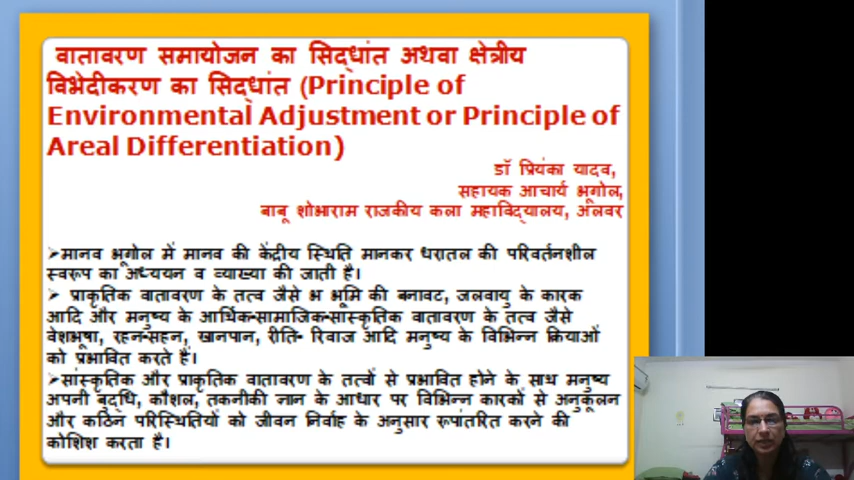 वातावरण समायोजन का सिद्धांत अथवा क्षेत्रीय
विभेदीकरण का सिद्धांत (Principle of
Environmental Adjustment or Principle of
Areal Differentiation)
डॉ प्रियंका यादव,
सहायक आचार्य भूगोल,
बाबू शोभाराम राजकीय कला महाविद्यालय, अलवर
➢मानव भूगोल में मानव की केंद्रीय स्थिति मानकर धरातल की परिवर्तनशील
स्वरूप का अध्ययन व व्याख्या की जाती है।
➢ प्राकृतिक वातावरण के तत्व जैसे भ भूमि की बनावट, जलवायु के कारक
आदि और मनुष्य के आर्थिक-सामाजिक-सांस्कृतिक वातावरण के तत्व जैसे
वेशभूषा, रहन-सहन, खानपान, रीति- रिवाज आदि मनुष्य के विभिन्न क्रियाओं
को प्रभावित करते हैं।
➢सांस्कृतिक और प्राकृतिक वातावरण के तत्वों से प्रभावित होने के साथ मनुष्य
अपनी बुद्धि, कौशल, तकनीकी ज्ञान के आधार पर विभिन्न कारकों से अनुकूलन
और कठिन परिस्थितियों को जीवन निर्वाह के अनुसार रूपांतरित करने की
कोशिश करता है।